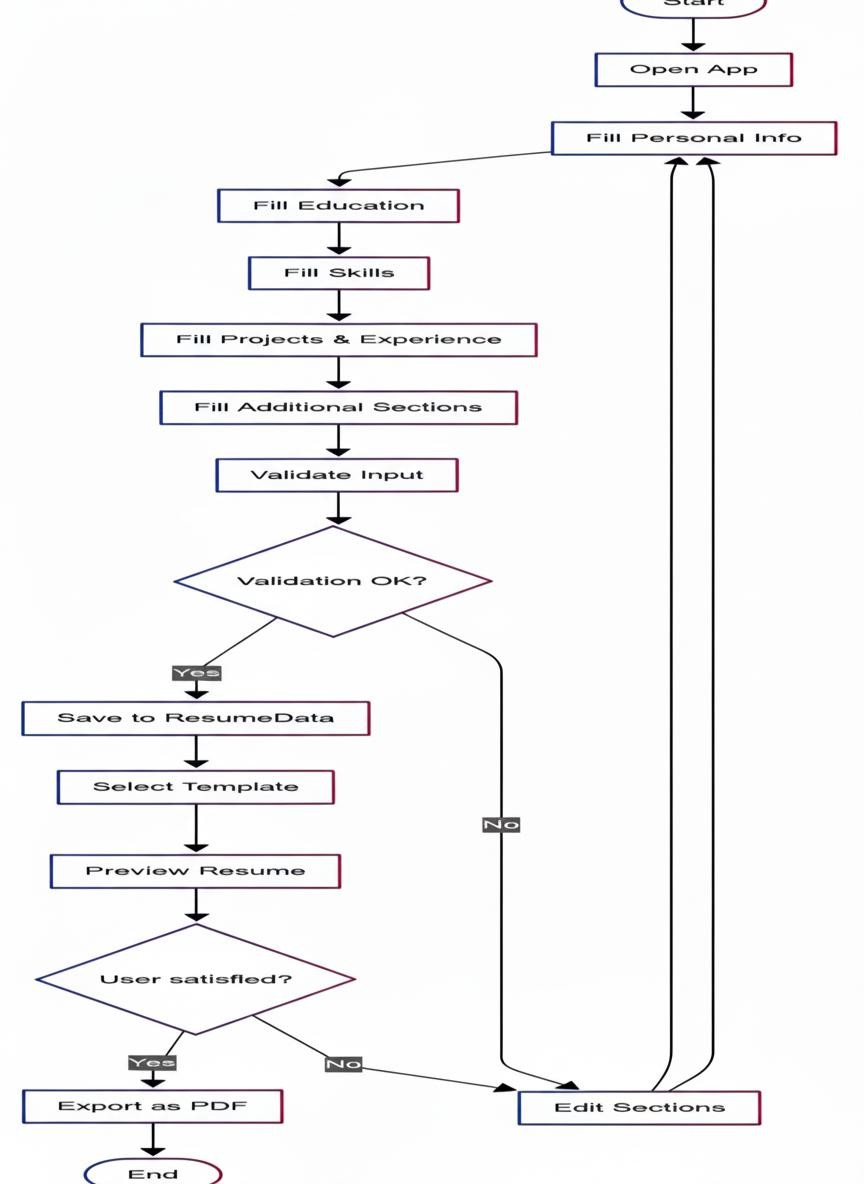 Start
Open App
Fill Personal Info
Fill Education
Fill Skills
Fill Projects & Experience
Fill Additional Sections
Validate Input
Validation OK?
Yes
Save to ResumeData
Select Template
No
Preview Resume
User satisfied?
Yes
No
Export as PDF
Edit Sections
End